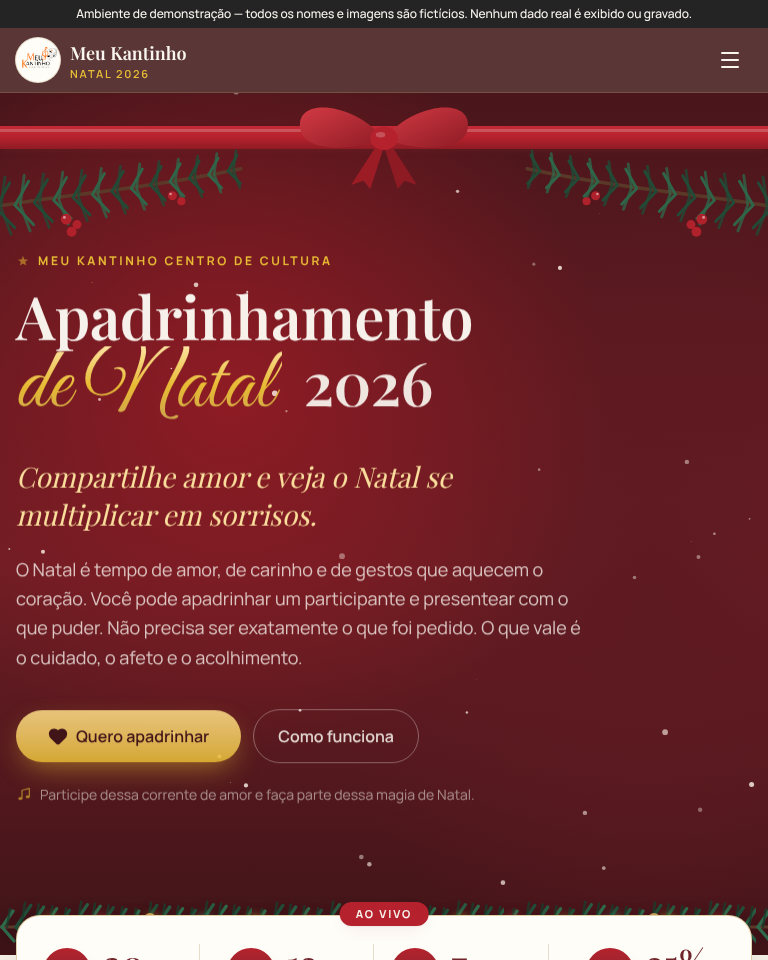 Ambiente de demonstração — todos os nomes e imagens são fictícios. Nenhum dado real é exibido ou gravado.
Meu Kantinho
NATAL 2026
MEU KANTINHO CENTRO DE CULTURA
Apadrinhamento
de Natal 2026
Compartilhe amor e veja o Natal se
multiplicar em sorrisos.
O Natal é tempo de amor, de carinho e de gestos que aquecem o
coração. Você pode apadrinhar um participante e presentear com o
que puder. Não precisa ser exatamente o que foi pedido. O que vale é
o cuidado, o afeto e o acolhimento.
Quero apadrinhar
Como funciona
Participe dessa corrente de amor e faça parte dessa magia de Natal.
AO VIVO